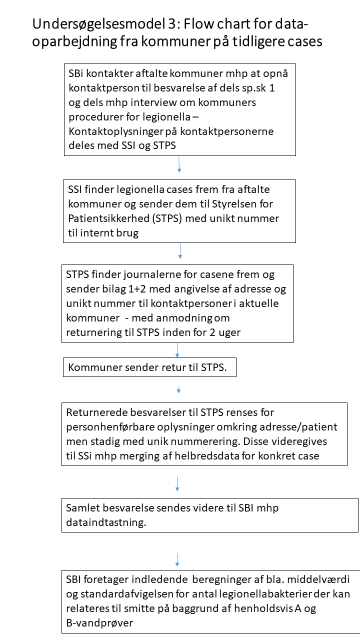 Undersøgelsesmodel 3: Flow chart for data-
oparbejdning fra kommuner på tidligere cases
SBi kontakter aftalte kommuner mhp at opnå
kontaktperson til besvarelse af dels sp.sk 1
og dels mhp interview om kommuners
procedurer for legionella –
Kontaktoplysninger på kontaktpersonerne
deles med SSI og STPS
SSI finder legionella cases frem fra aftalte
kommuner og sender dem til Styrelsen for
Patientsikkerhed (STPS) med unikt nummer
til internt brug
STPS finder journalerne for casene frem og
sender bilag 1+2 med angivelse af adresse og
unikt nummer til kontaktpersoner i aktuelle
kommuner - med anmodning om
returnering til STPS inden for 2 uger
Kommuner sender retur til STPS.
Returnerede besvarelser til STPS renses for
personhenførbare oplysninger omkring adresse/patient
men stadig med unik nummerering. Disse videregives
til SSi mhp merging af helbredsdata for konkret case
Samlet besvarelse sendes videre til SBI mhp
dataindtastning.
SBI foretager indledende beregninger af bla. middelværdi
og standardafvigelsen for antal legionellabakterier der kan
relateres til smitte på baggrund af henholdsvis A og
B-vandprøver